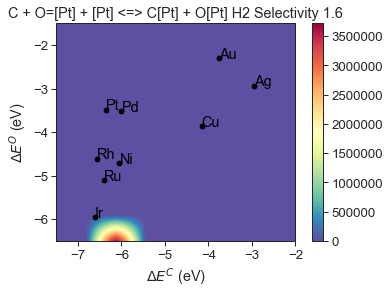 C + O=[Pt] + [Pt] <=> C[Pt] + O[Pt] H2 Selectivity 1.6
ΔE^O (eV)
−2
−3
−4
−5
−6
Au
Ag
Pt
Pd
Cu
Rh
Ni
Ru
Ir
−7
−6
−5
−4
−3
−2
ΔE^C (eV)
3500000
3000000
2500000
2000000
1500000
1000000
500000
0